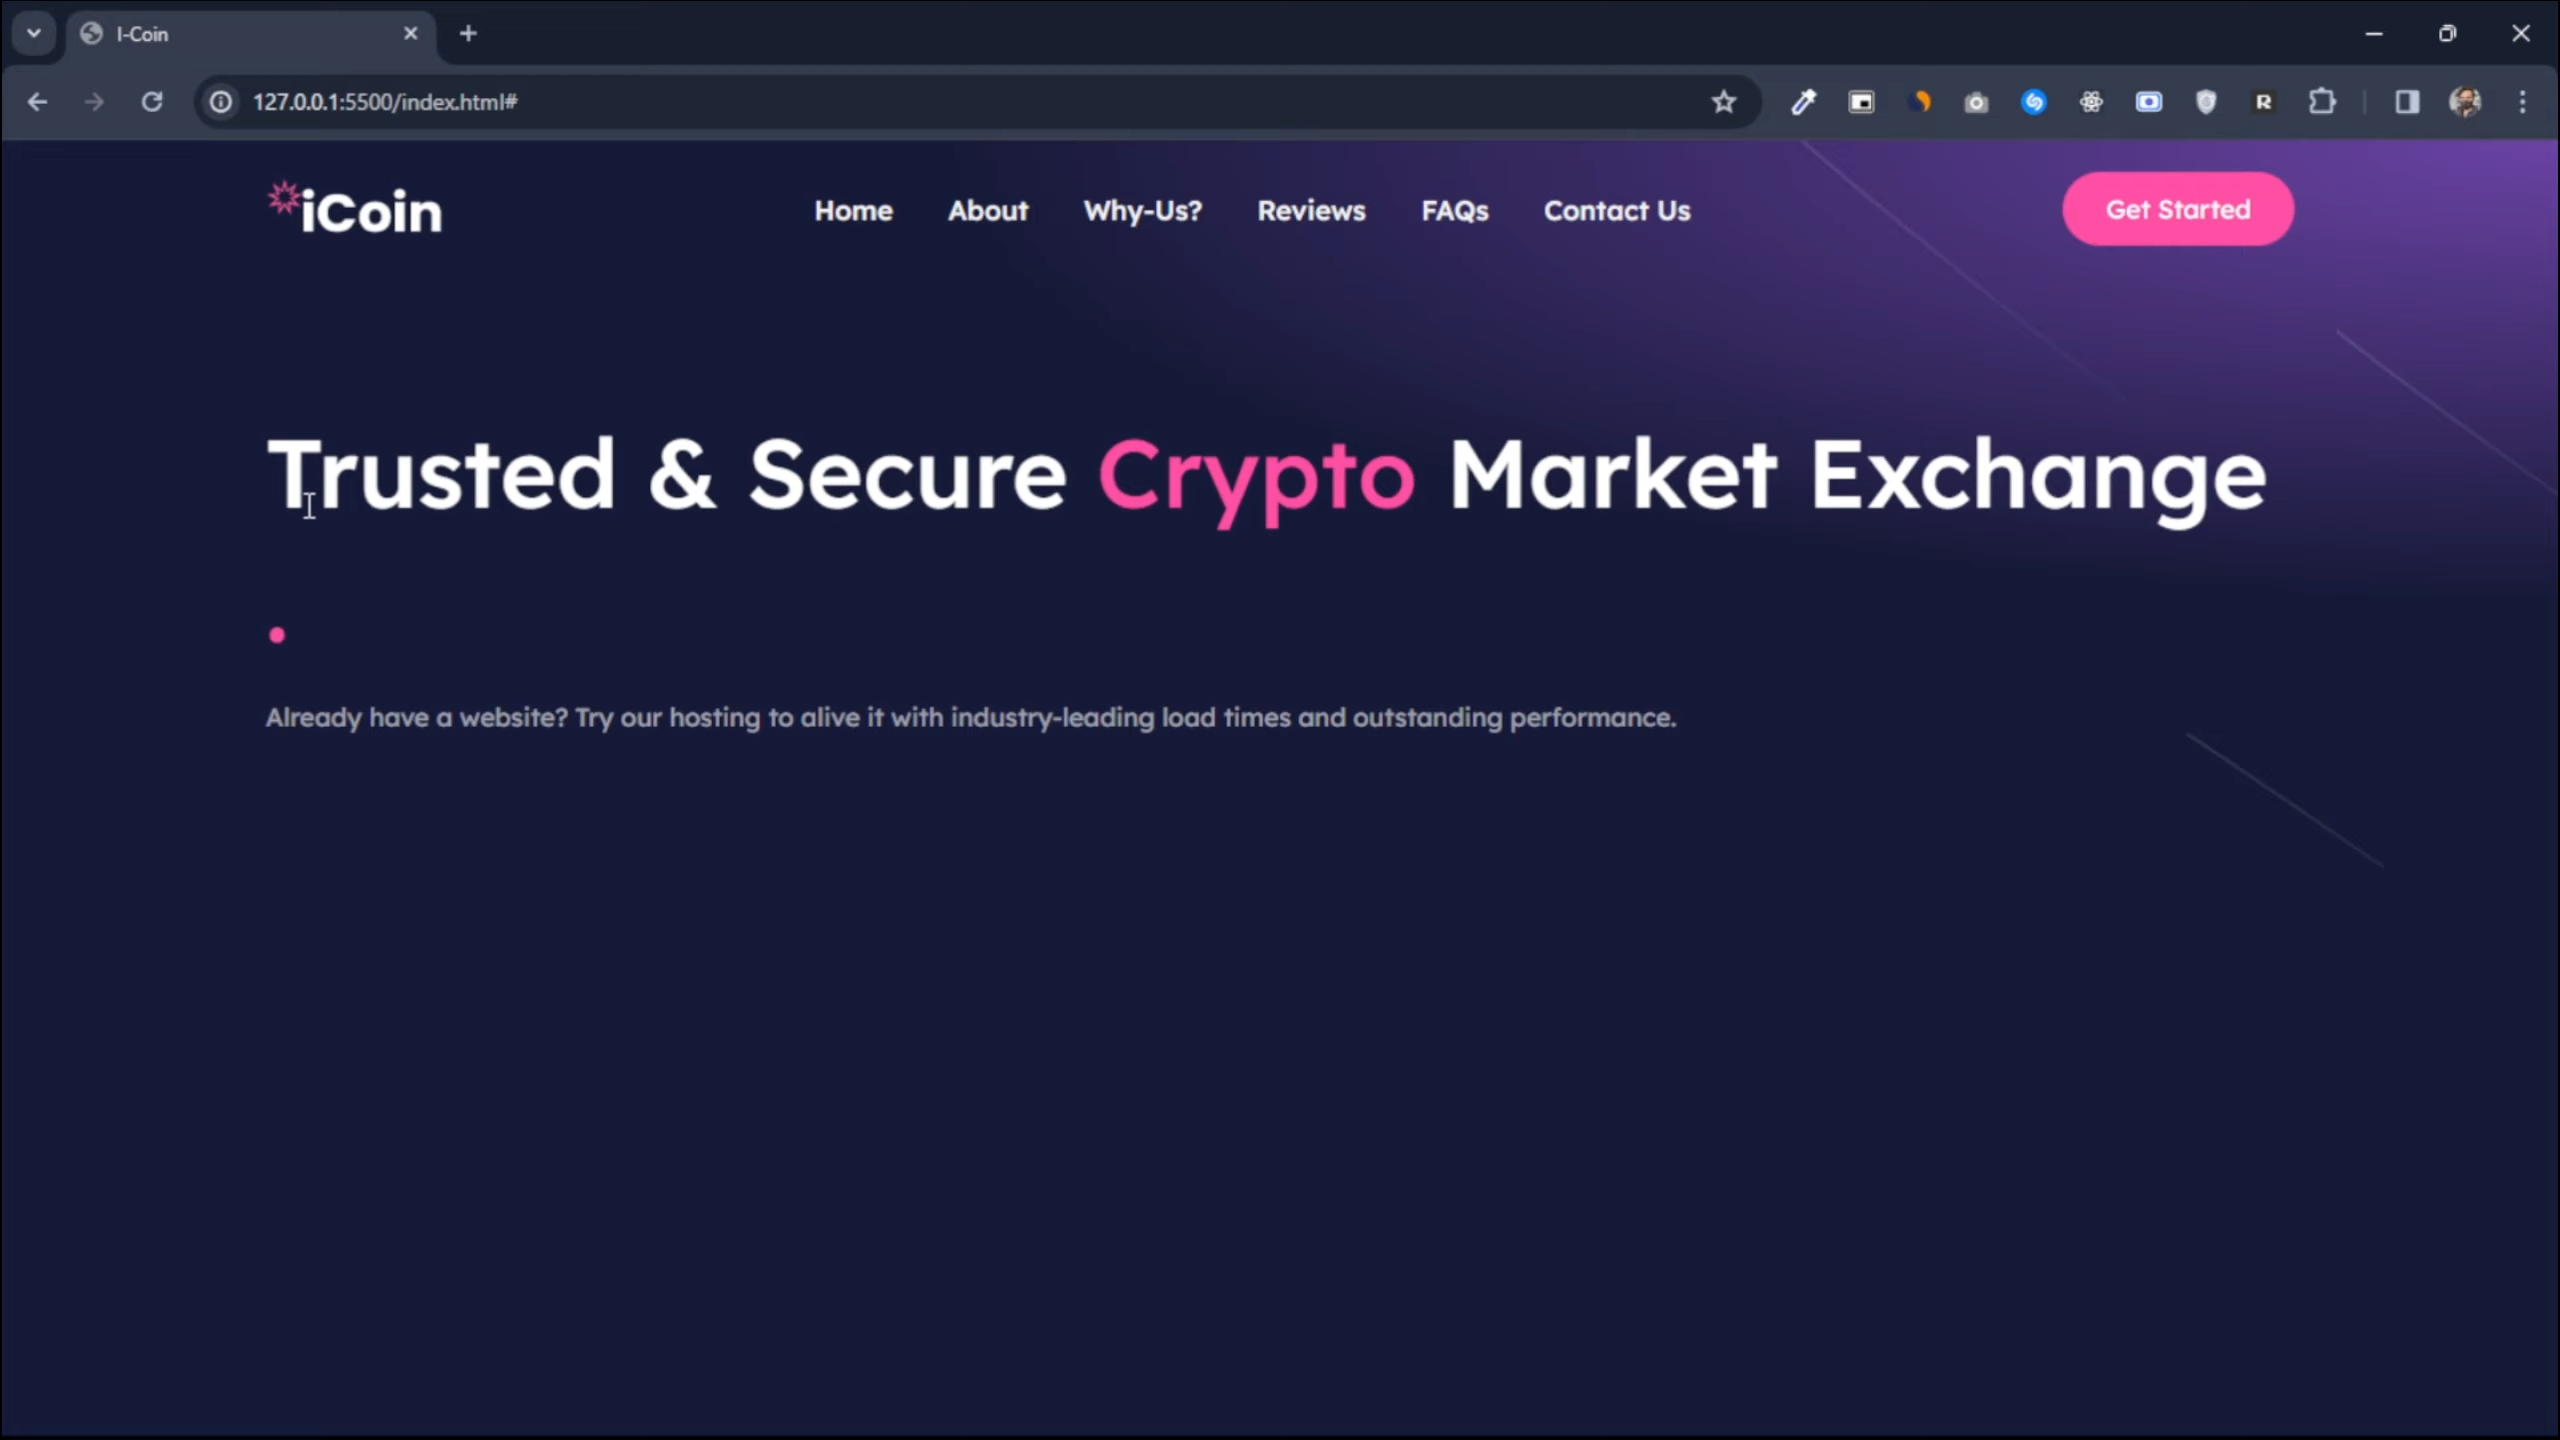 I-Coin
127.0.0.1:5500/index.html#
R
iCoin
Home About Why-Us? Reviews FAQs Contact Us
Get Started
Trusted & Secure Crypto Market Exchange
Already have a website? Try our hosting to alive it with industry-leading load times and outstanding performance.